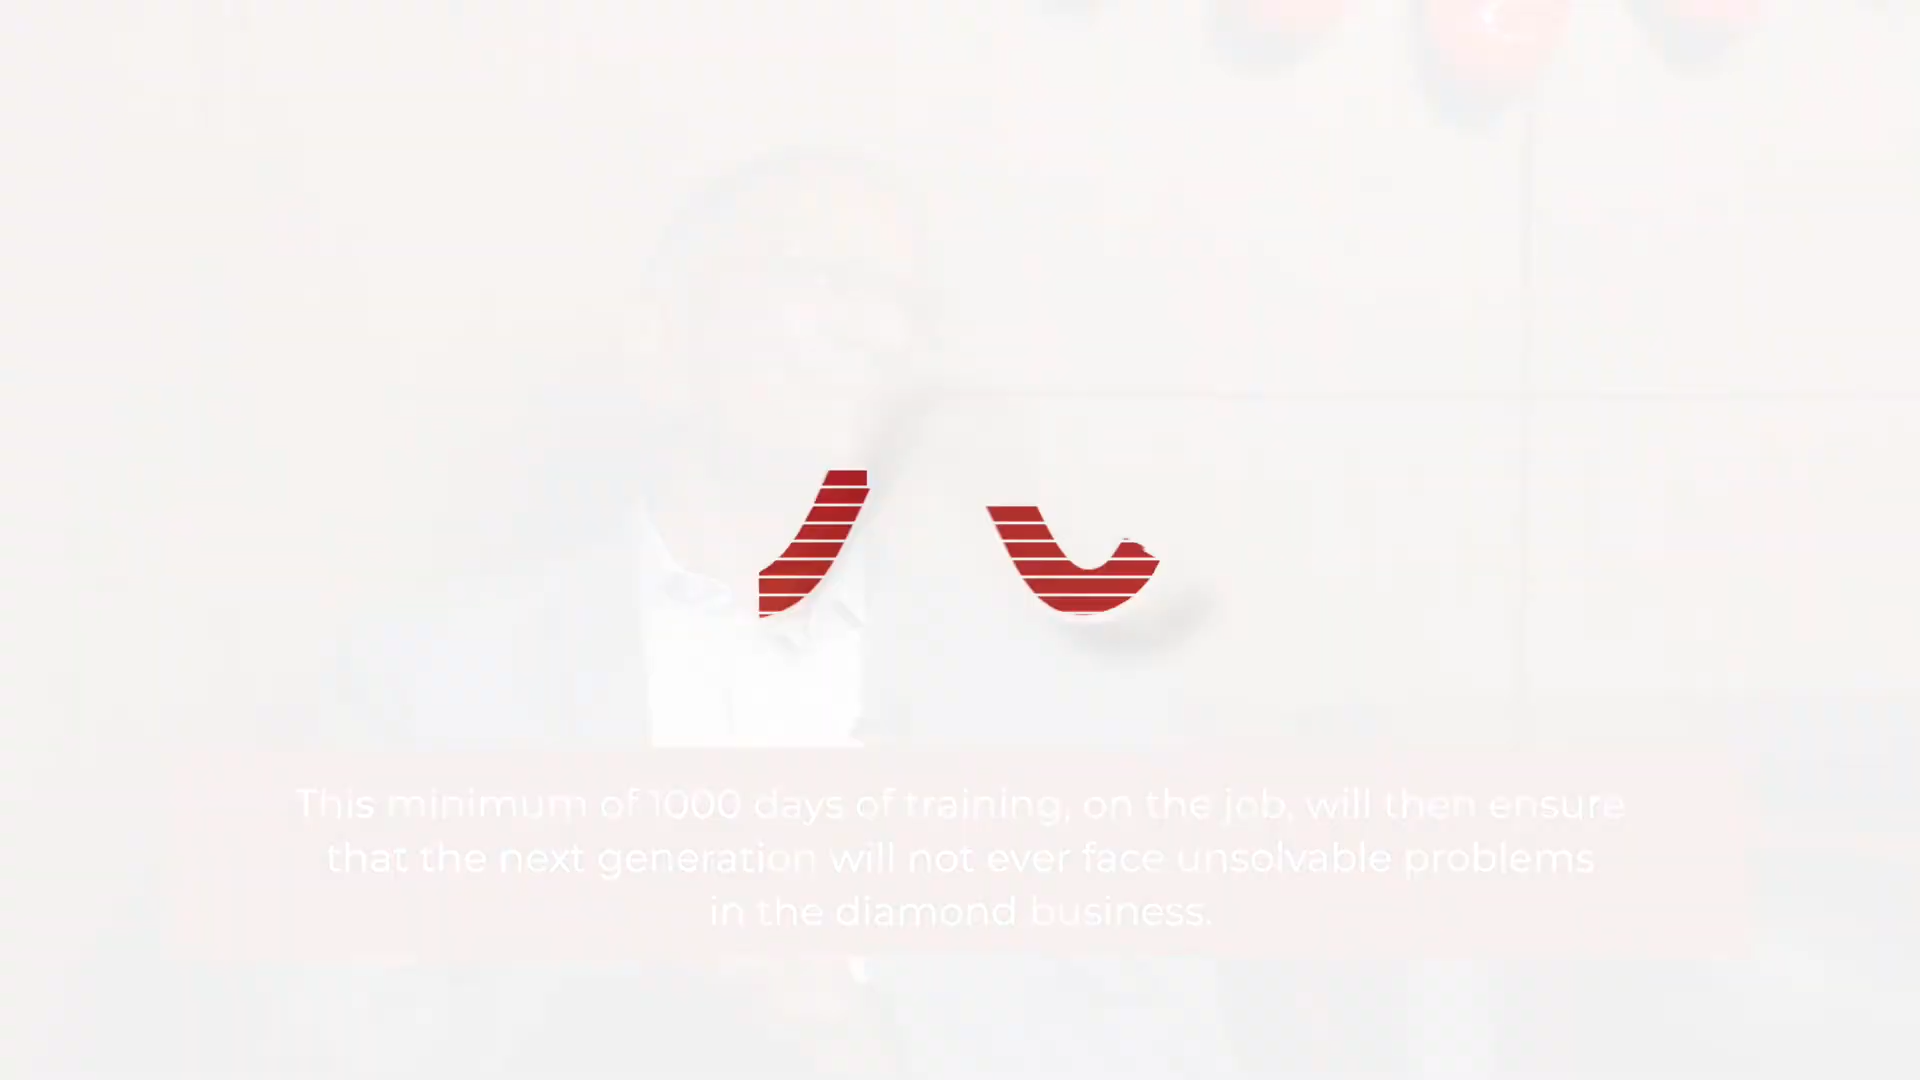 This minimum of 1000 days of training, on the job, will then ensure
that the next generation will not ever face unsolvable problems
in the diamond business.